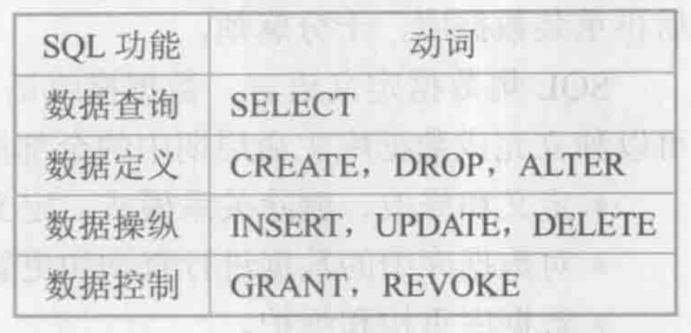 SQL 功能 动词
数据查询 SELECT
数据定义 CREATE，DROP，ALTER
数据操纵 INSERT，UPDATE，DELETE
数据控制 GRANT，REVOKE